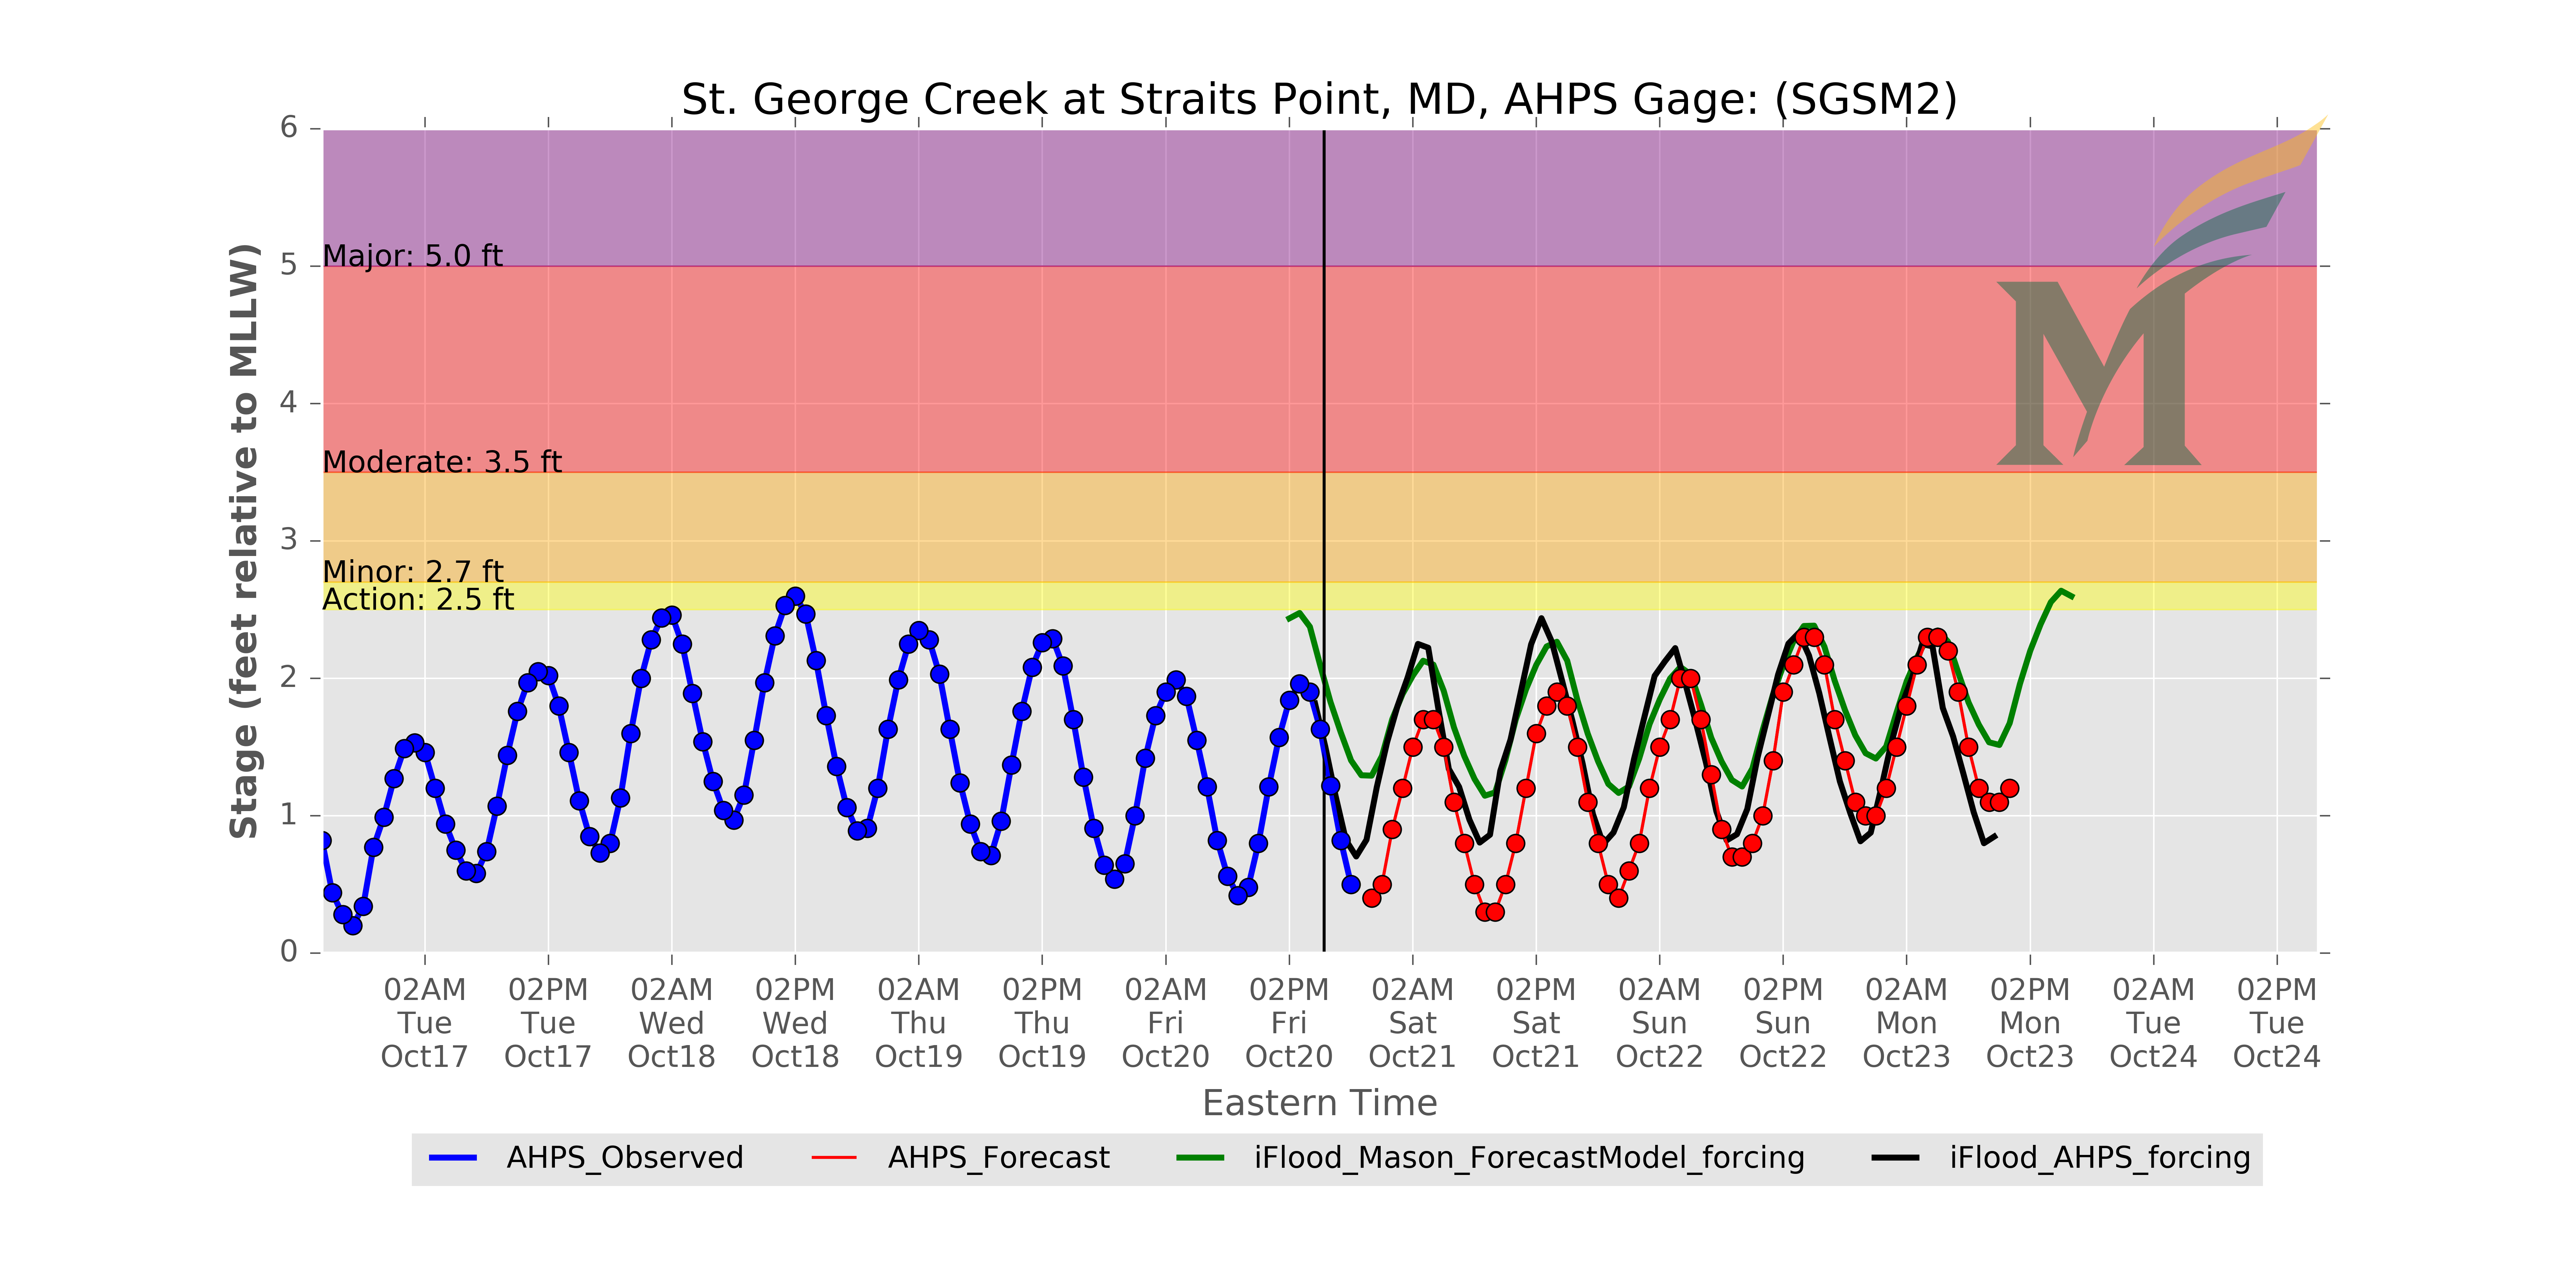 St. George Creek at Straits Point, MD, AHPS Gage: (SGSM2)
Stage (feet relative to MLLW)
6
5
4
3
2
1
0
Major: 5.0 ft
Moderate: 3.5 ft
Minor: 2.7 ft
Action: 2.5 ft
M
02AM 02PM 02AM 02PM 02AM 02PM 02AM 02PM 02AM 02PM 02AM 02PM 02AM 02PM 02AM 02PM
Tue Tue Wed Wed Thu Thu Fri Fri Sat Sat Sun Sun Mon Mon Tue Tue
Oct17 Oct17 Oct18 Oct18 Oct19 Oct19 Oct20 Oct20 Oct21 Oct21 Oct22 Oct22 Oct23 Oct23 Oct24 Oct24
Eastern Time
AHPS_Observed AHPS_Forecast iFlood_Mason_ForecastModel_forcing iFlood_AHPS_forcing